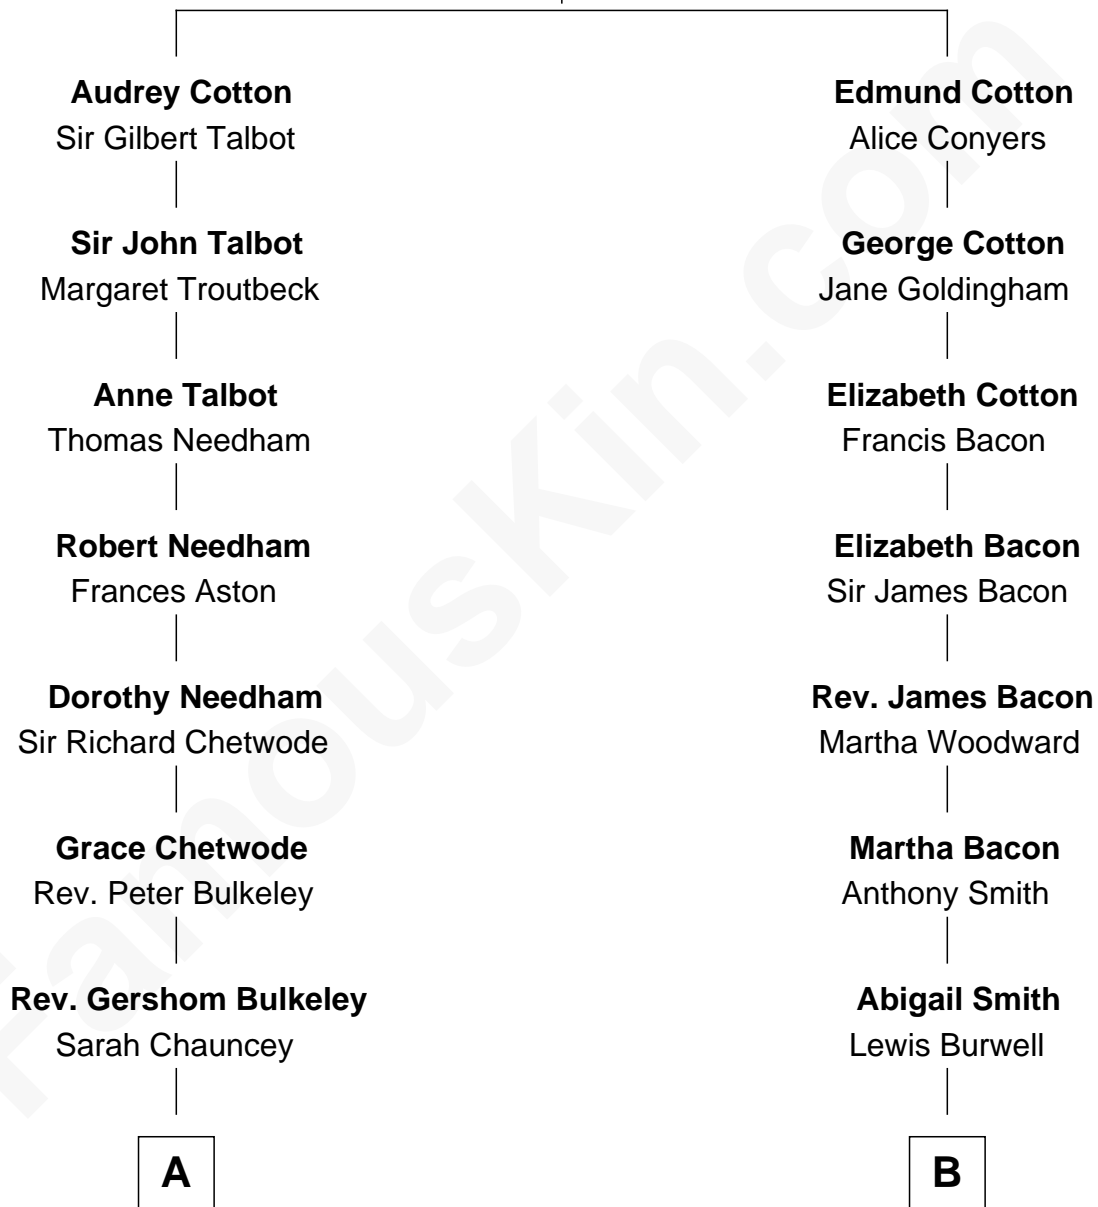 Audrey Cotton
Sir Gilbert Talbot
Sir John Talbot
Margaret Troutbeck
Anne Talbot
Thomas Needham
Robert Needham
Frances Aston
Dorothy Needham
Sir Richard Chetwode
Grace Chetwode
Rev. Peter Bulkeley
Rev. Gershom Bulkeley
Sarah Chauncey
A
Edmund Cotton
Alice Conyers
George Cotton
Jane Goldingham
Elizabeth Cotton
Francis Bacon
Elizabeth Bacon
Sir James Bacon
Rev. James Bacon
Martha Woodward
Martha Bacon
Anthony Smith
Abigail Smith
Lewis Burwell
B
FamousKin.com